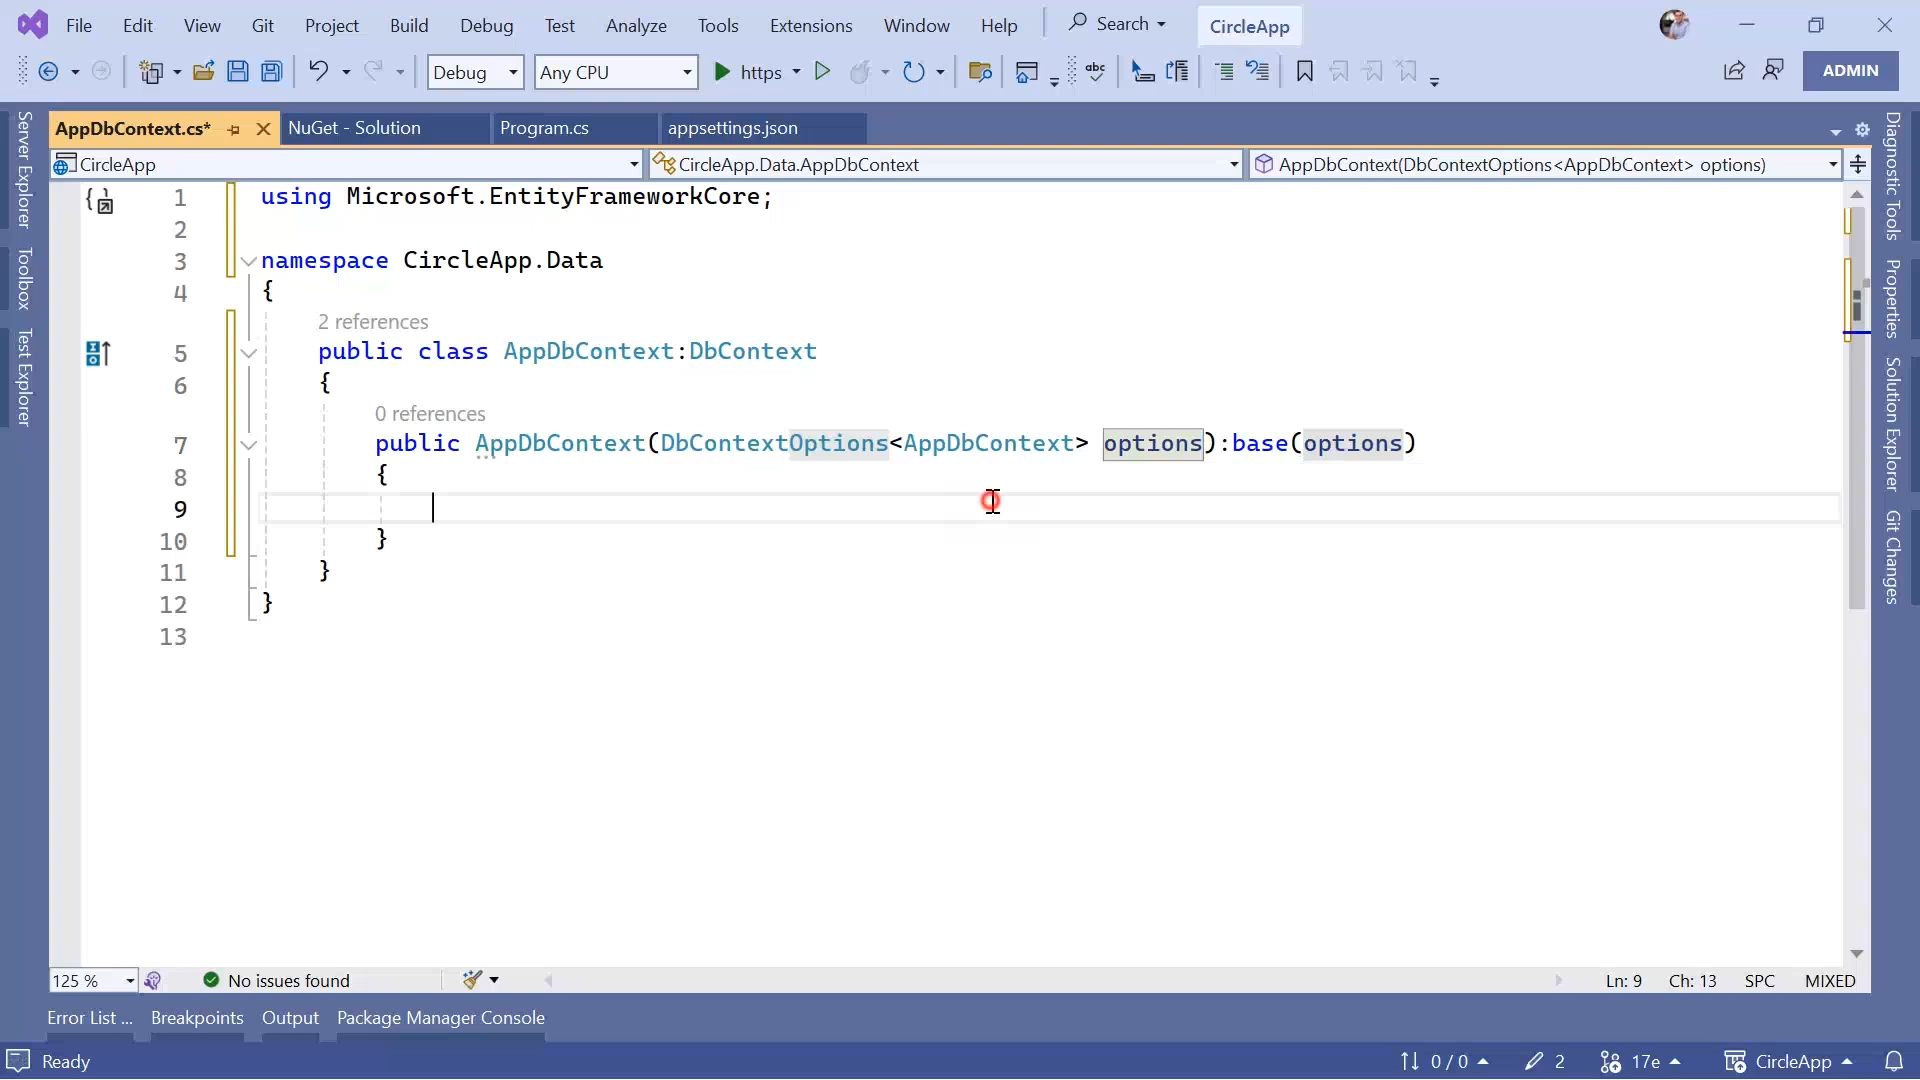 File Edit View Git Project Build Debug Test Analyze Tools Extensions Window Help Search CircleApp
Debug Any CPU https abc ADMIN
AppDbContext.cs* NuGet - Solution Program.cs appsettings.json
CircleApp CircleApp.Data.AppDbContext AppDbContext(DbContextOptions<AppDbContext> options)
Server Explorer
Toolbox
Test Explorer
1 using Microsoft.EntityFrameworkCore;
2
3 namespace CircleApp.Data
4 {
2 references
5 public class AppDbContext:DbContext
6 {
0 references
7 public AppDbContext(DbContextOptions<AppDbContext> options):base(options)
8 {
9
10 }
11 }
12 }
13
Diagnostic Tools
Properties
Solution Explorer
Git Changes
125 % No issues found Ln: 9 Ch: 13 SPC MIXED
Error List ... Breakpoints Output Package Manager Console
Ready 0 / 0 2 17e CircleApp